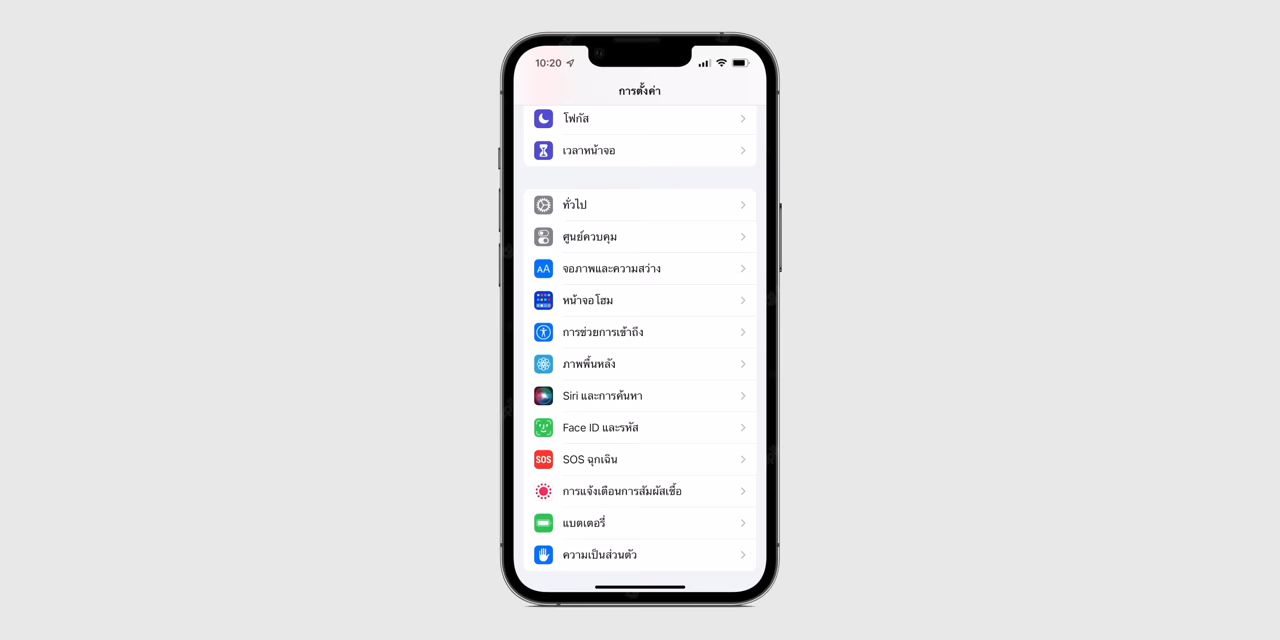 10:20
การตั้งค่า
โฟกัส
เวลาหน้าจอ
ทั่วไป
ศูนย์ควบคุม
AA จอภาพและความสว่าง
หน้าจอโฮม
การช่วยการเข้าถึง
ภาพพื้นหลัง
Siri และการค้นหา
Face ID และรหัส
SOS SOS ฉุกเฉิน
การแจ้งเตือนการสัมผัสเชื้อ
แบตเตอรี่
ความเป็นส่วนตัว